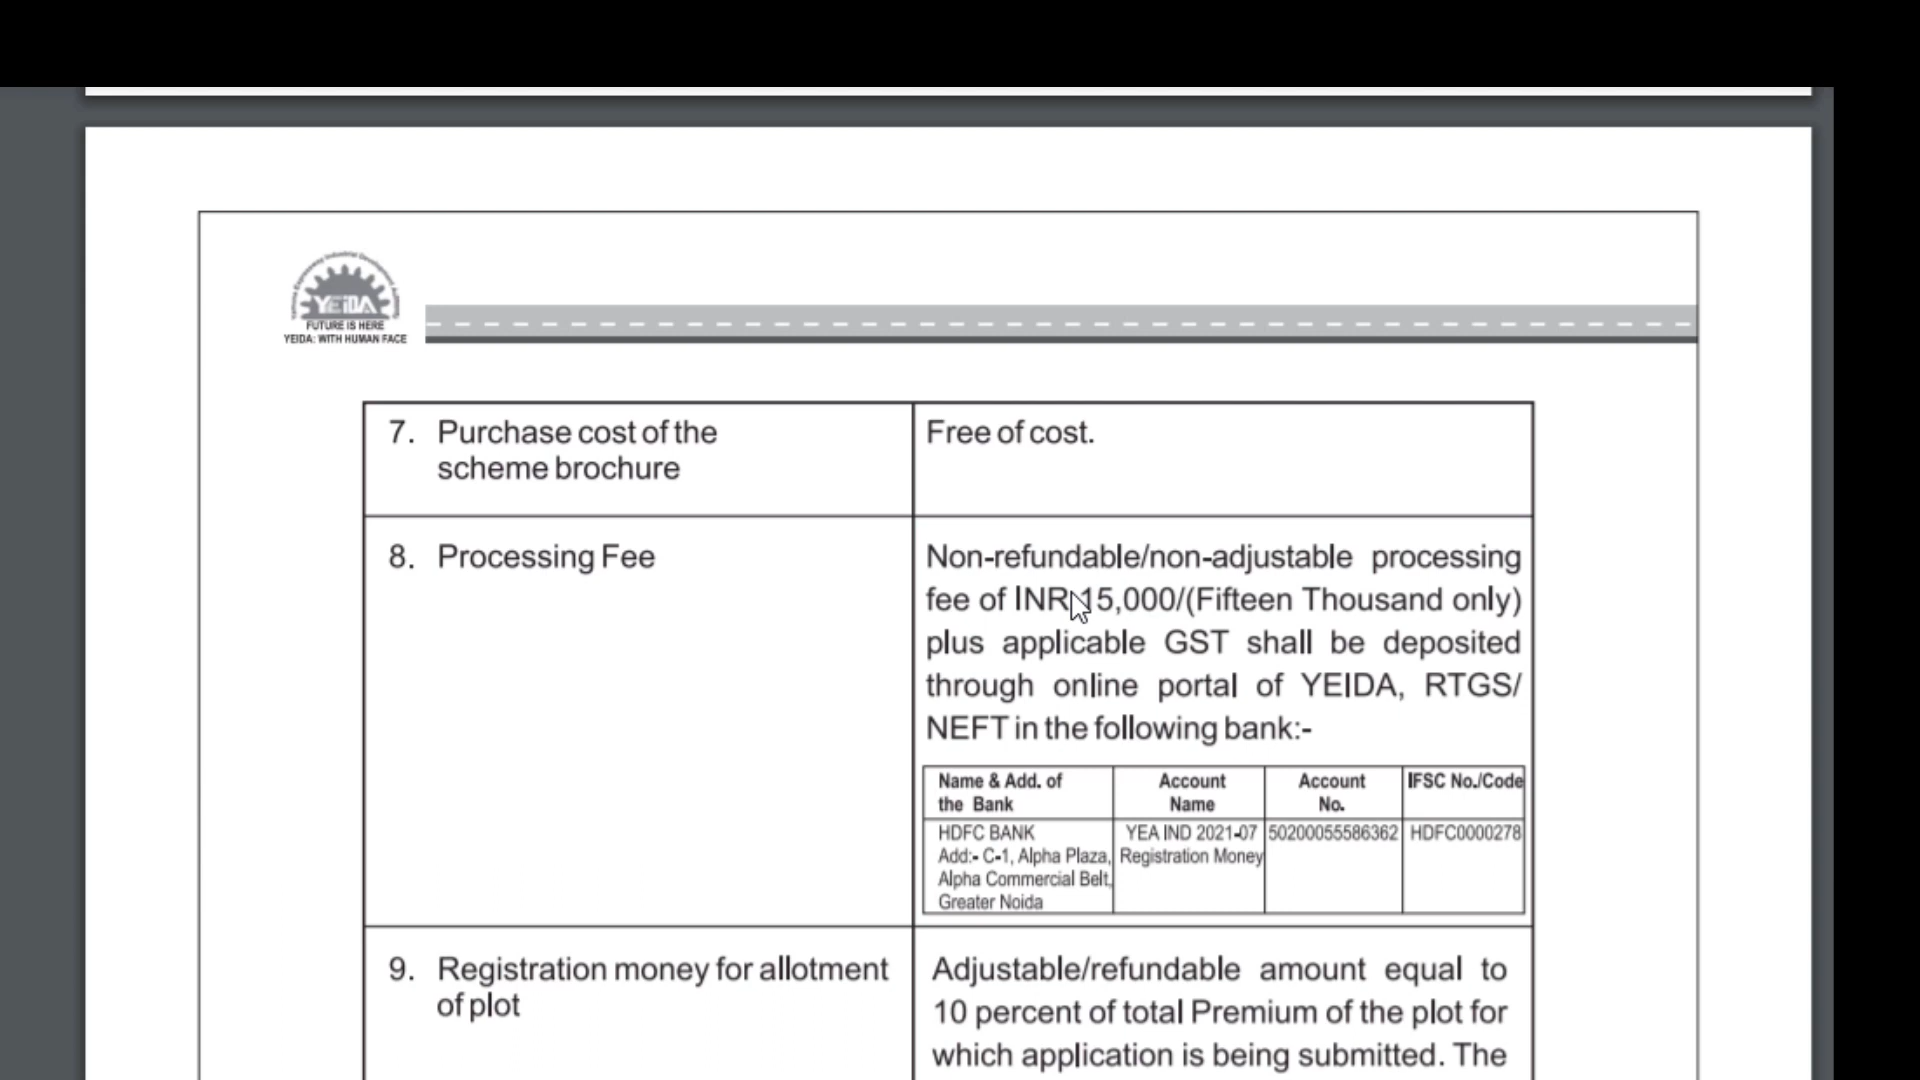 YEIDA
FUTURE IS HERE
YEIDA: WITH HUMAN FACE
7. Purchase cost of the
scheme brochure
Free of cost.
8. Processing Fee
Non-refundable/non-adjustable processing
fee of INR 15,000/(Fifteen Thousand only)
plus applicable GST shall be deposited
through online portal of YEIDA, RTGS/
NEFT in the following bank:-
Name & Add. of
the Bank
Account
Name
Account
No.
IFSC No./Code
HDFC BANK
Add:- C-1, Alpha Plaza,
Alpha Commercial Belt,
Greater Noida
YEA IND 2021-07
Registration Money
50200055586362
HDFC0000278
9. Registration money for allotment
of plot
Adjustable/refundable amount equal to
10 percent of total Premium of the plot for
which application is being submitted. The